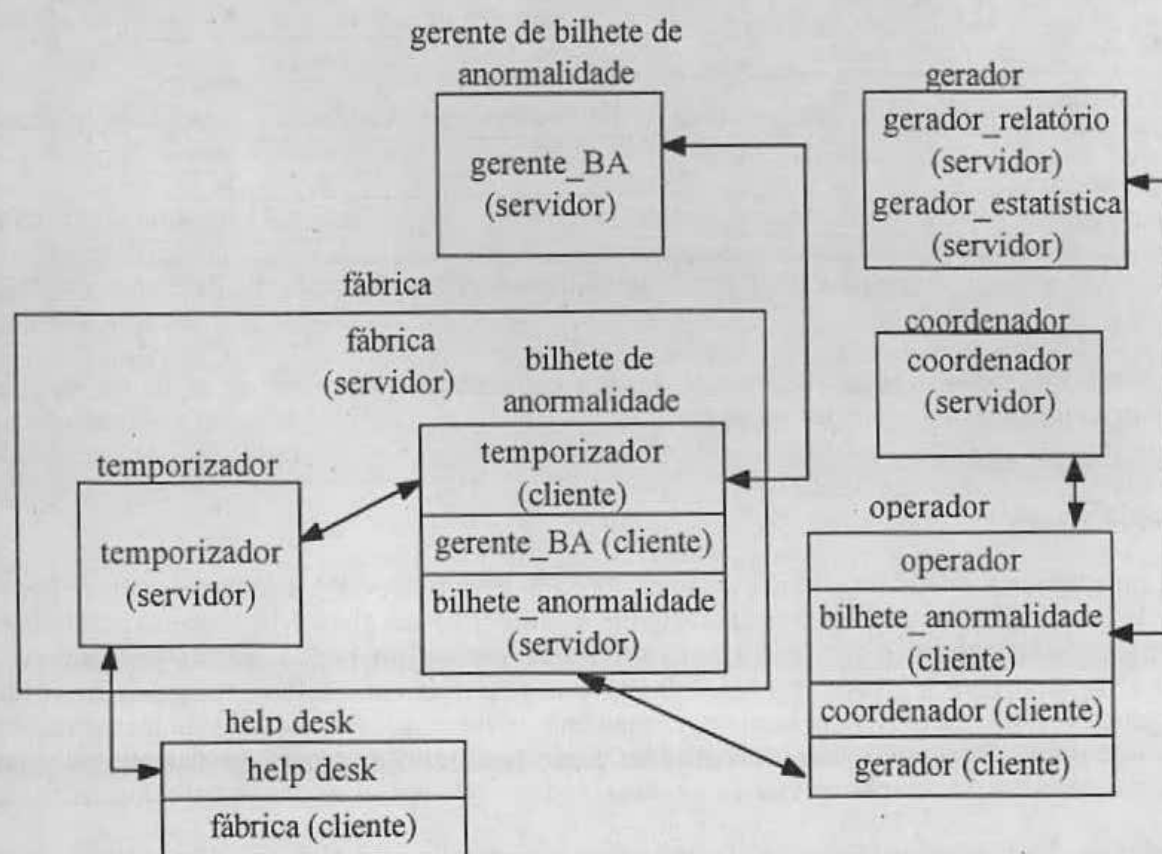 gerente de bilhete de
anormalidade
gerente_BA
(servidor)
gerador
gerador_relatório
(servidor)
gerador_estatística
(servidor)
fábrica
fábrica
(servidor)
bilhete de
anormalidade
temporizador
(cliente)
gerente_BA (cliente)
bilhete_anormalidade
(servidor)
temporizador
temporizador
(servidor)
coordenador
coordenador
(servidor)
operador
operador
bilhete_anormalidade
(cliente)
coordenador (cliente)
gerador (cliente)
help desk
help desk
fábrica (cliente)